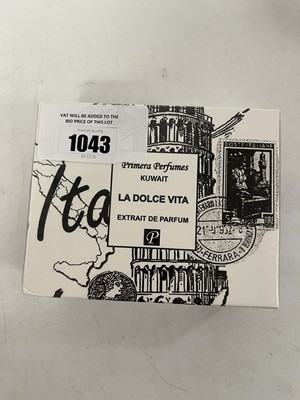 VAT WILL BE ADDED TO THE
BID PRICE OF THIS LOT
1043
Primera Perfumes
KUWAIT
LA DOLCE VITA
EXTRAIT DE PARFUM
P
Ita
POSTE ITALIANE
FERRARA